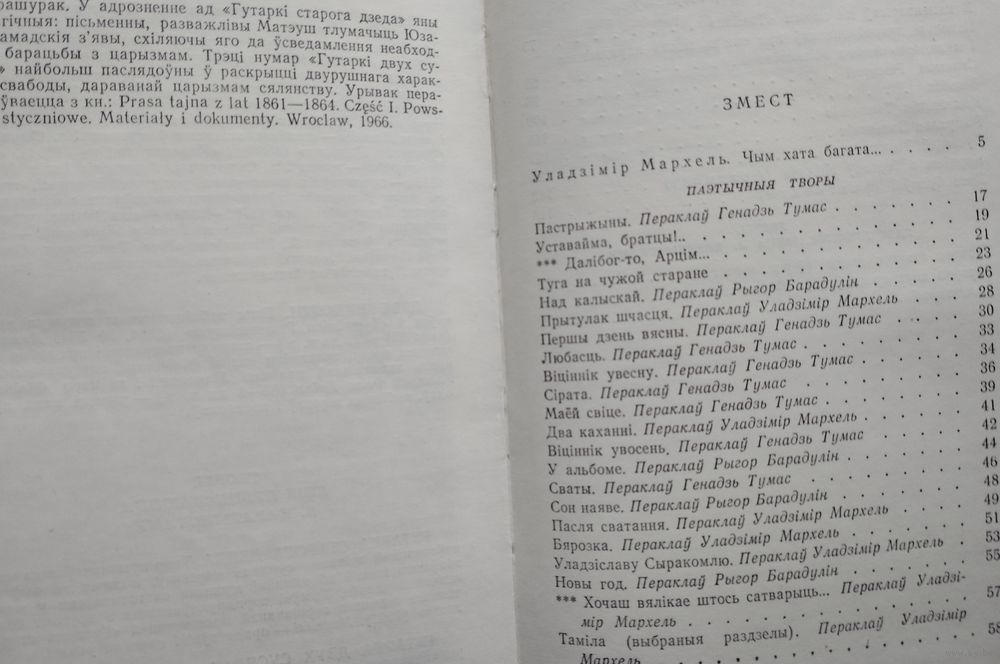 рашурак. У адрозненне ад «Гутаркі старога дзеда» яны
гічныя: пісьменны, разважлівы Матэуш тлумачыць Юза-
амадскія з'явы, схіляючы яго да ўсведамлення неабход-
барацьбы з царызмам. Трэці нумар «Гутаркі двух су-
» найбольш паслядоўны ў раскрыцці двурушнага харак-
свабоды, дараванай царызмам сялянству. Урывак пера-
ўваецца з кн.: Prasa tajna z lat 1861—1864. Część I. Pows-
styczniowe. Materiały i dokumenty. Wrocław, 1966.
ЗМЕСТ
Уладзімір Мархель. Чым хата багата... . . . . 5
ПАЭТЫЧНЫЯ ТВОРЫ
Пастрыжыны. Пераклаў Генадзь Тумас . . . . . . . 17
Уставайма, братцы!.. . . . . . . . . . . . . 19
*** Далібог-то, Арцім... . . . . . . . . . . . 21
Туга на чужой старане . . . . . . . . . . . 23
Над калыскай. Пераклаў Рыгор Барадулін . . . . . 26
Прытулак шчасця. Пераклаў Уладзімір Мархель . . . 28
Першы дзень вясны. Пераклаў Генадзь Тумас . . . . 30
Любасць. Пераклаў Генадзь Тумас . . . . . . . 33
Віціннік увесну. Пераклаў Генадзь Тумас . . . . . 34
Сірата. Пераклаў Генадзь Тумас . . . . . . . 36
Маёй свіце. Пераклаў Генадзь Тумас . . . . . . 39
Два каханні. Пераклаў Уладзімір Мархель . . . . . 41
Віціннік увосень. Пераклаў Генадзь Тумас . . . . . 42
У альбоме. Пераклаў Рыгор Барадулін . . . . . . 44
Сваты. Пераклаў Генадзь Тумас . . . . . . . 46
Сон наяве. Пераклаў Рыгор Барадулін . . . . . . 48
Пасля сватання. Пераклаў Уладзімір Мархель . . . . 49
Бярозка. Пераклаў Уладзімір Мархель . . . . . . 51
Уладзіславу Сыракомлю. Пераклаў Уладзімір Мархель . 53
Новы год. Пераклаў Рыгор Барадулін . . . . . . 55
*** Хочаш вялікае штось сатварыць... Пераклаў Уладзі-
мір Мархель . . . . . . . . . . . . . 57
Таміла (выбраныя раздзелы). Пераклаў Уладзімір
Мархель . . . . . . . . . . . . . . 58